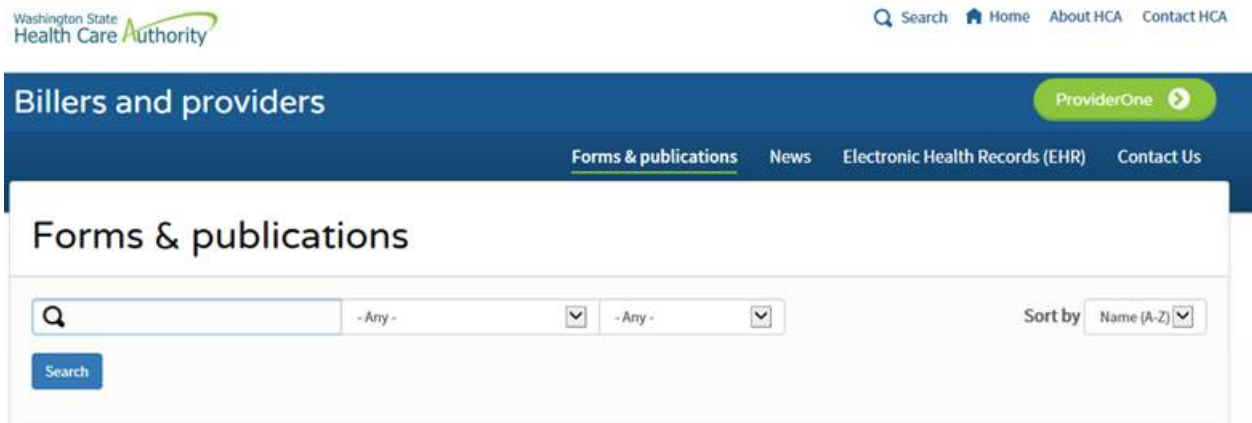 Washington State
Health Care Authority
Search Home About HCA Contact HCA
Billers and providers
ProviderOne
Forms & publications News Electronic Health Records (EHR) Contact Us
Forms & publications
- Any - - Any - Sort by Name (A-Z)
Search